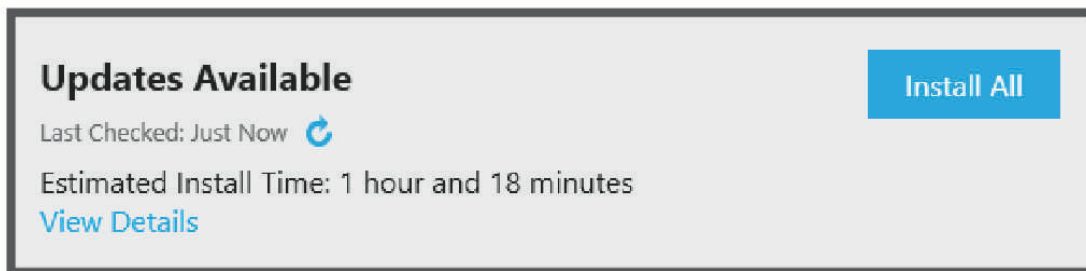 Updates Available
Install All
Last Checked: Just Now
Estimated Install Time: 1 hour and 18 minutes
View Details